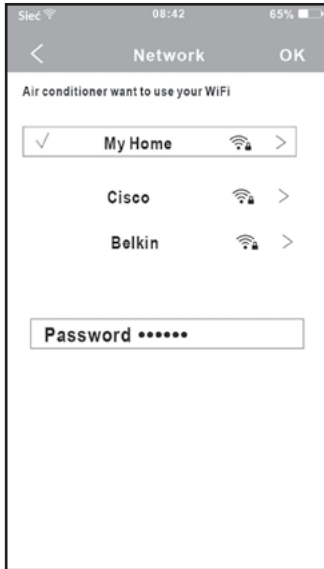 Sieć 08:42 65%
< Network OK
Air conditioner want to use your WiFi
✓ My Home >
Cisco >
Belkin >
Password ••••••